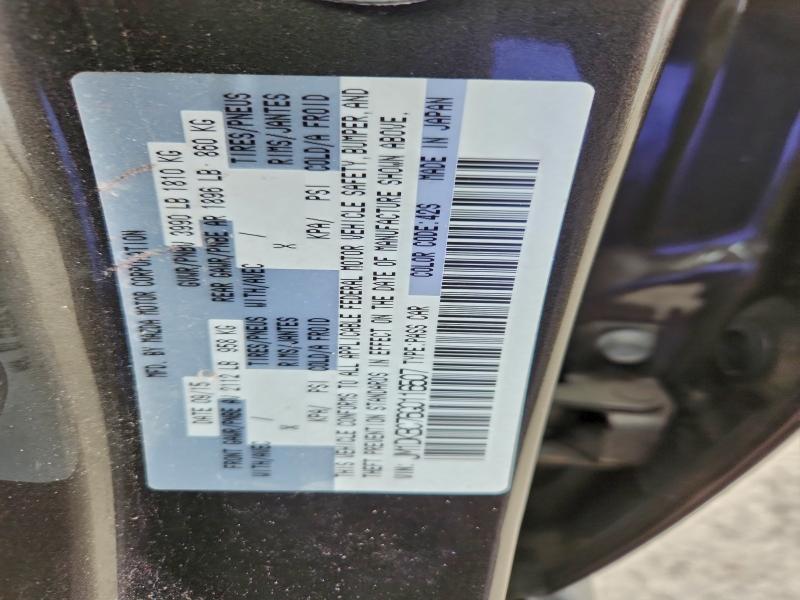 MFD. BY MAZDA MOTOR CORPORATION
DATE 09/15 GVWR/PNBV 3990 LB 1810 KG
FRONT GAWR/PNBE A 2112 LB 958 KG REAR GAWR/PNBE AR 1896 LB 860 KG
WITH/AVEC / TIRES/PNEUS WITH/AVEC / TIRES/PNEUS
X RIMS/JANTES X RIMS/JANTES
KPA/ PSI COLD/A FROID KPA/ PSI COLD/A FROID
THIS VEHICLE CONFORMS TO ALL APPLICABLE FEDERAL MOTOR VEHICLE SAFETY, BUMPER, AND
THEFT PREVENTION STANDARDS IN EFFECT ON THE DATE OF MANUFACTURE SHOWN ABOVE.
VIN: TYPE:PASS CAR
COLOR CODE:42S MADE IN JAPAN